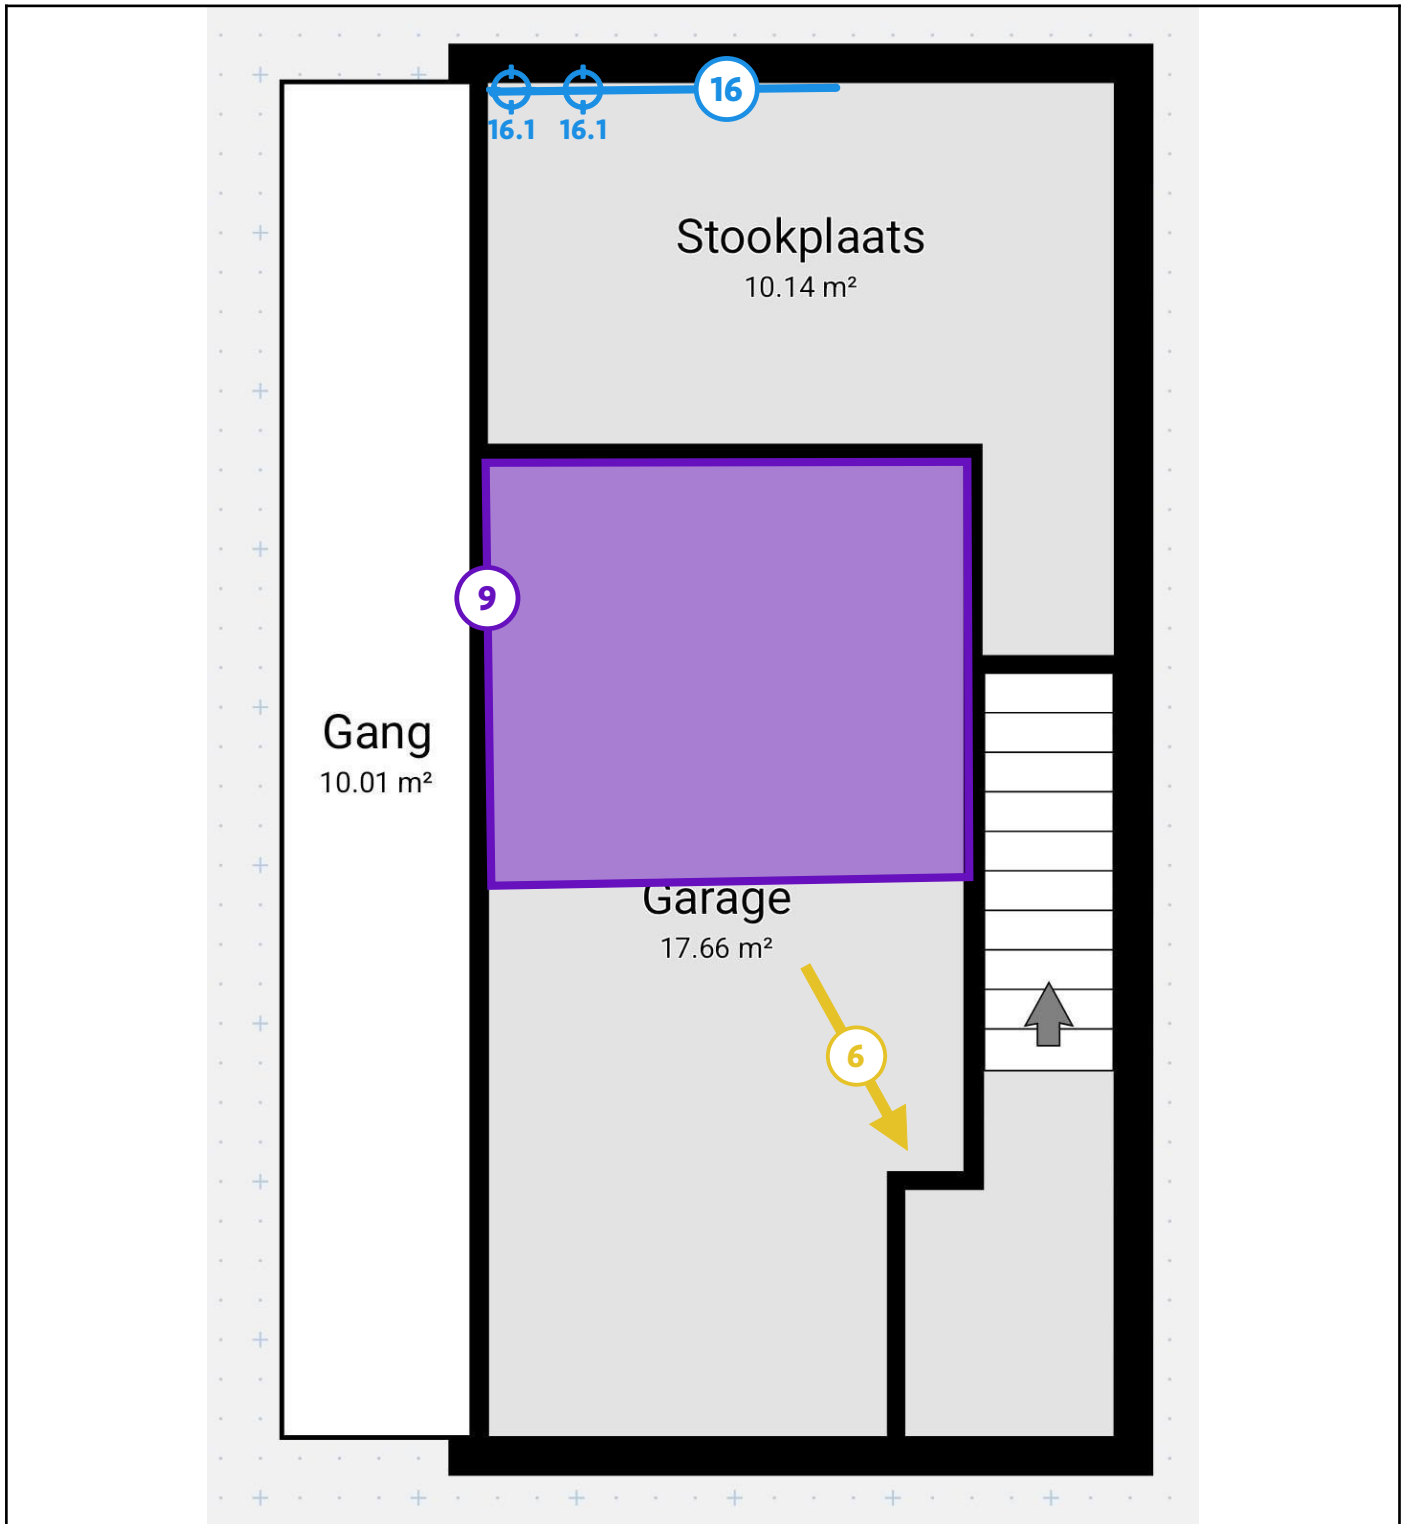 16
16.1 16.1
Stookplaats
10.14 m²
9
Gang
10.01 m²
Garage
17.66 m²
6